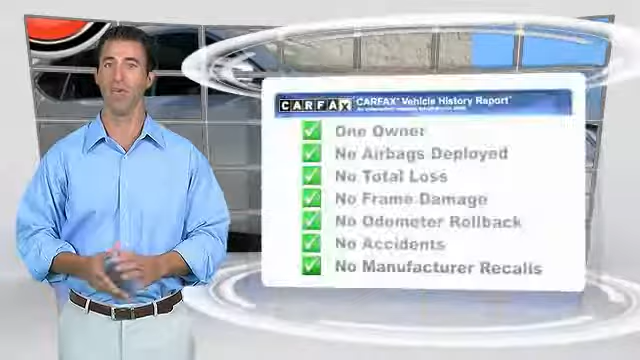 CARFAX CARFAX Vehicle History Report™
One Owner
No Airbags Deployed
No Total Loss
No Frame Damage
No Odometer Rollback
No Accidents
No Manufacturer Recalls